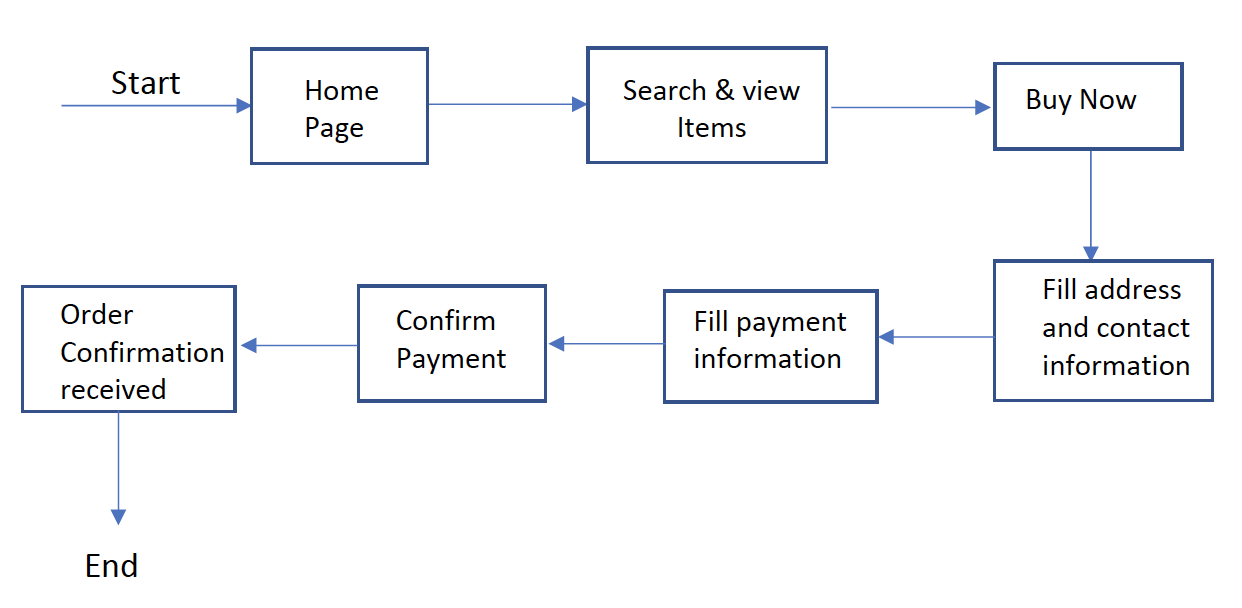 Start
Home
Page
Search & view
Items
Buy Now
Fill address
and contact
information
Fill payment
information
Confirm
Payment
Order
Confirmation
received
End